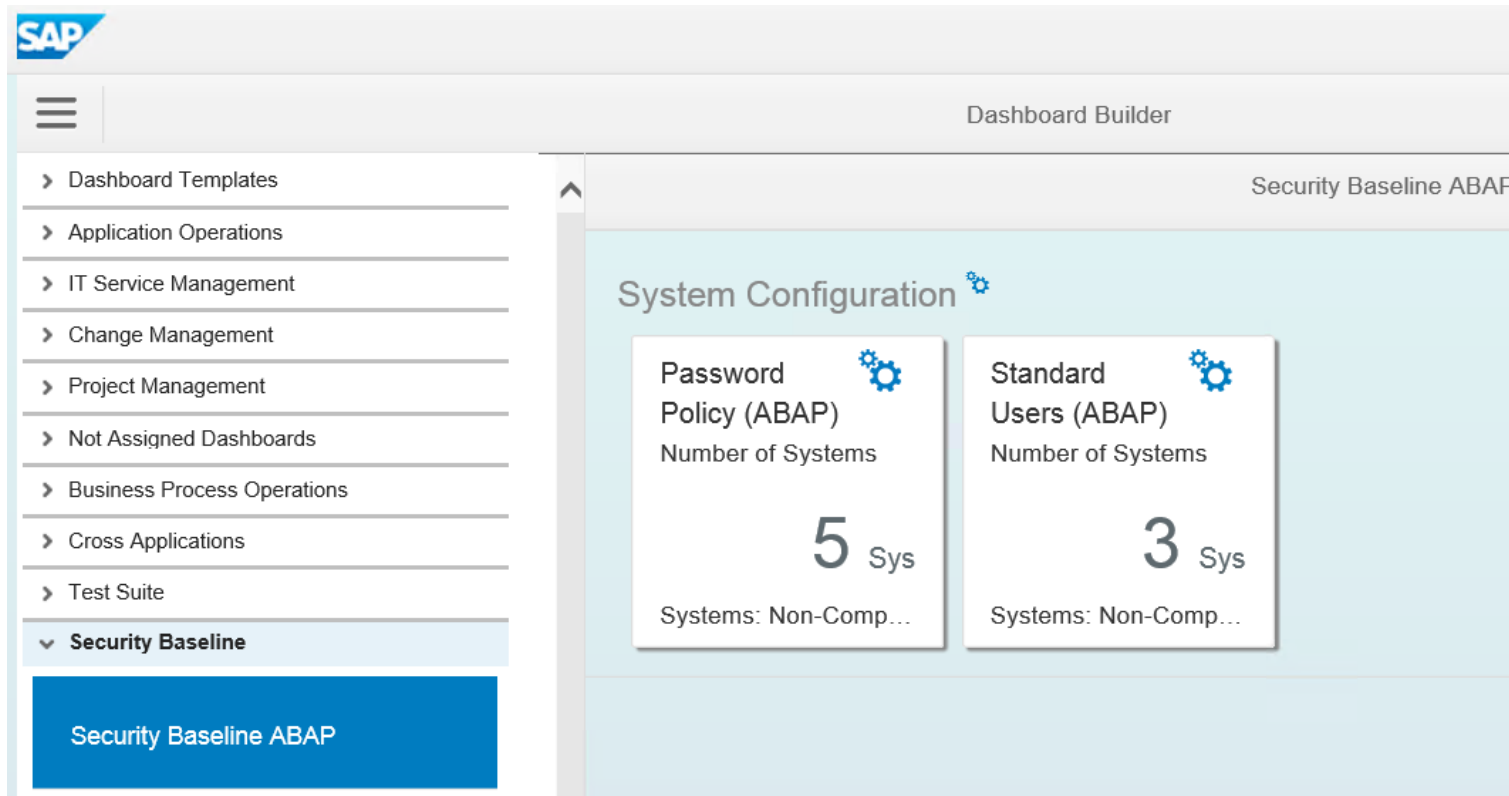 SAP
Dashboard Builder
Dashboard Templates
Application Operations
IT Service Management
Change Management
Project Management
Not Assigned Dashboards
Business Process Operations
Cross Applications
Test Suite
Security Baseline
Security Baseline ABAP
Security Baseline ABAP
System Configuration
Password
Policy (ABAP)
Number of Systems
5 Sys
Systems: Non-Comp...
Standard
Users (ABAP)
Number of Systems
3 Sys
Systems: Non-Comp...